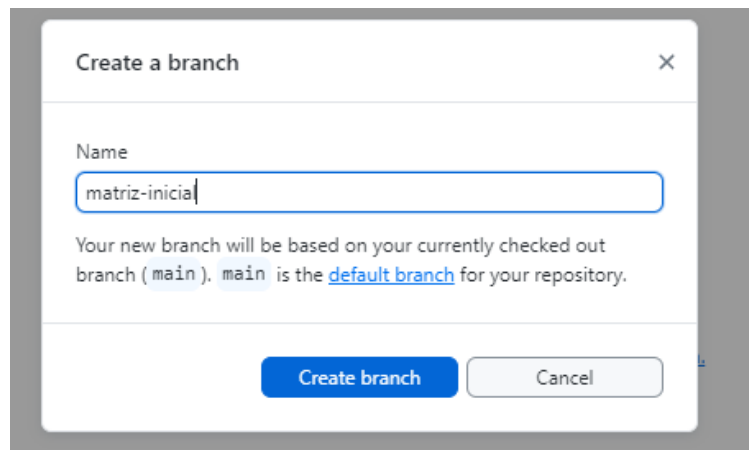 Create a branch
Name
matriz-inicial
Your new branch will be based on your currently checked out
branch ( main ). main is the default branch for your repository.
Create branch
Cancel